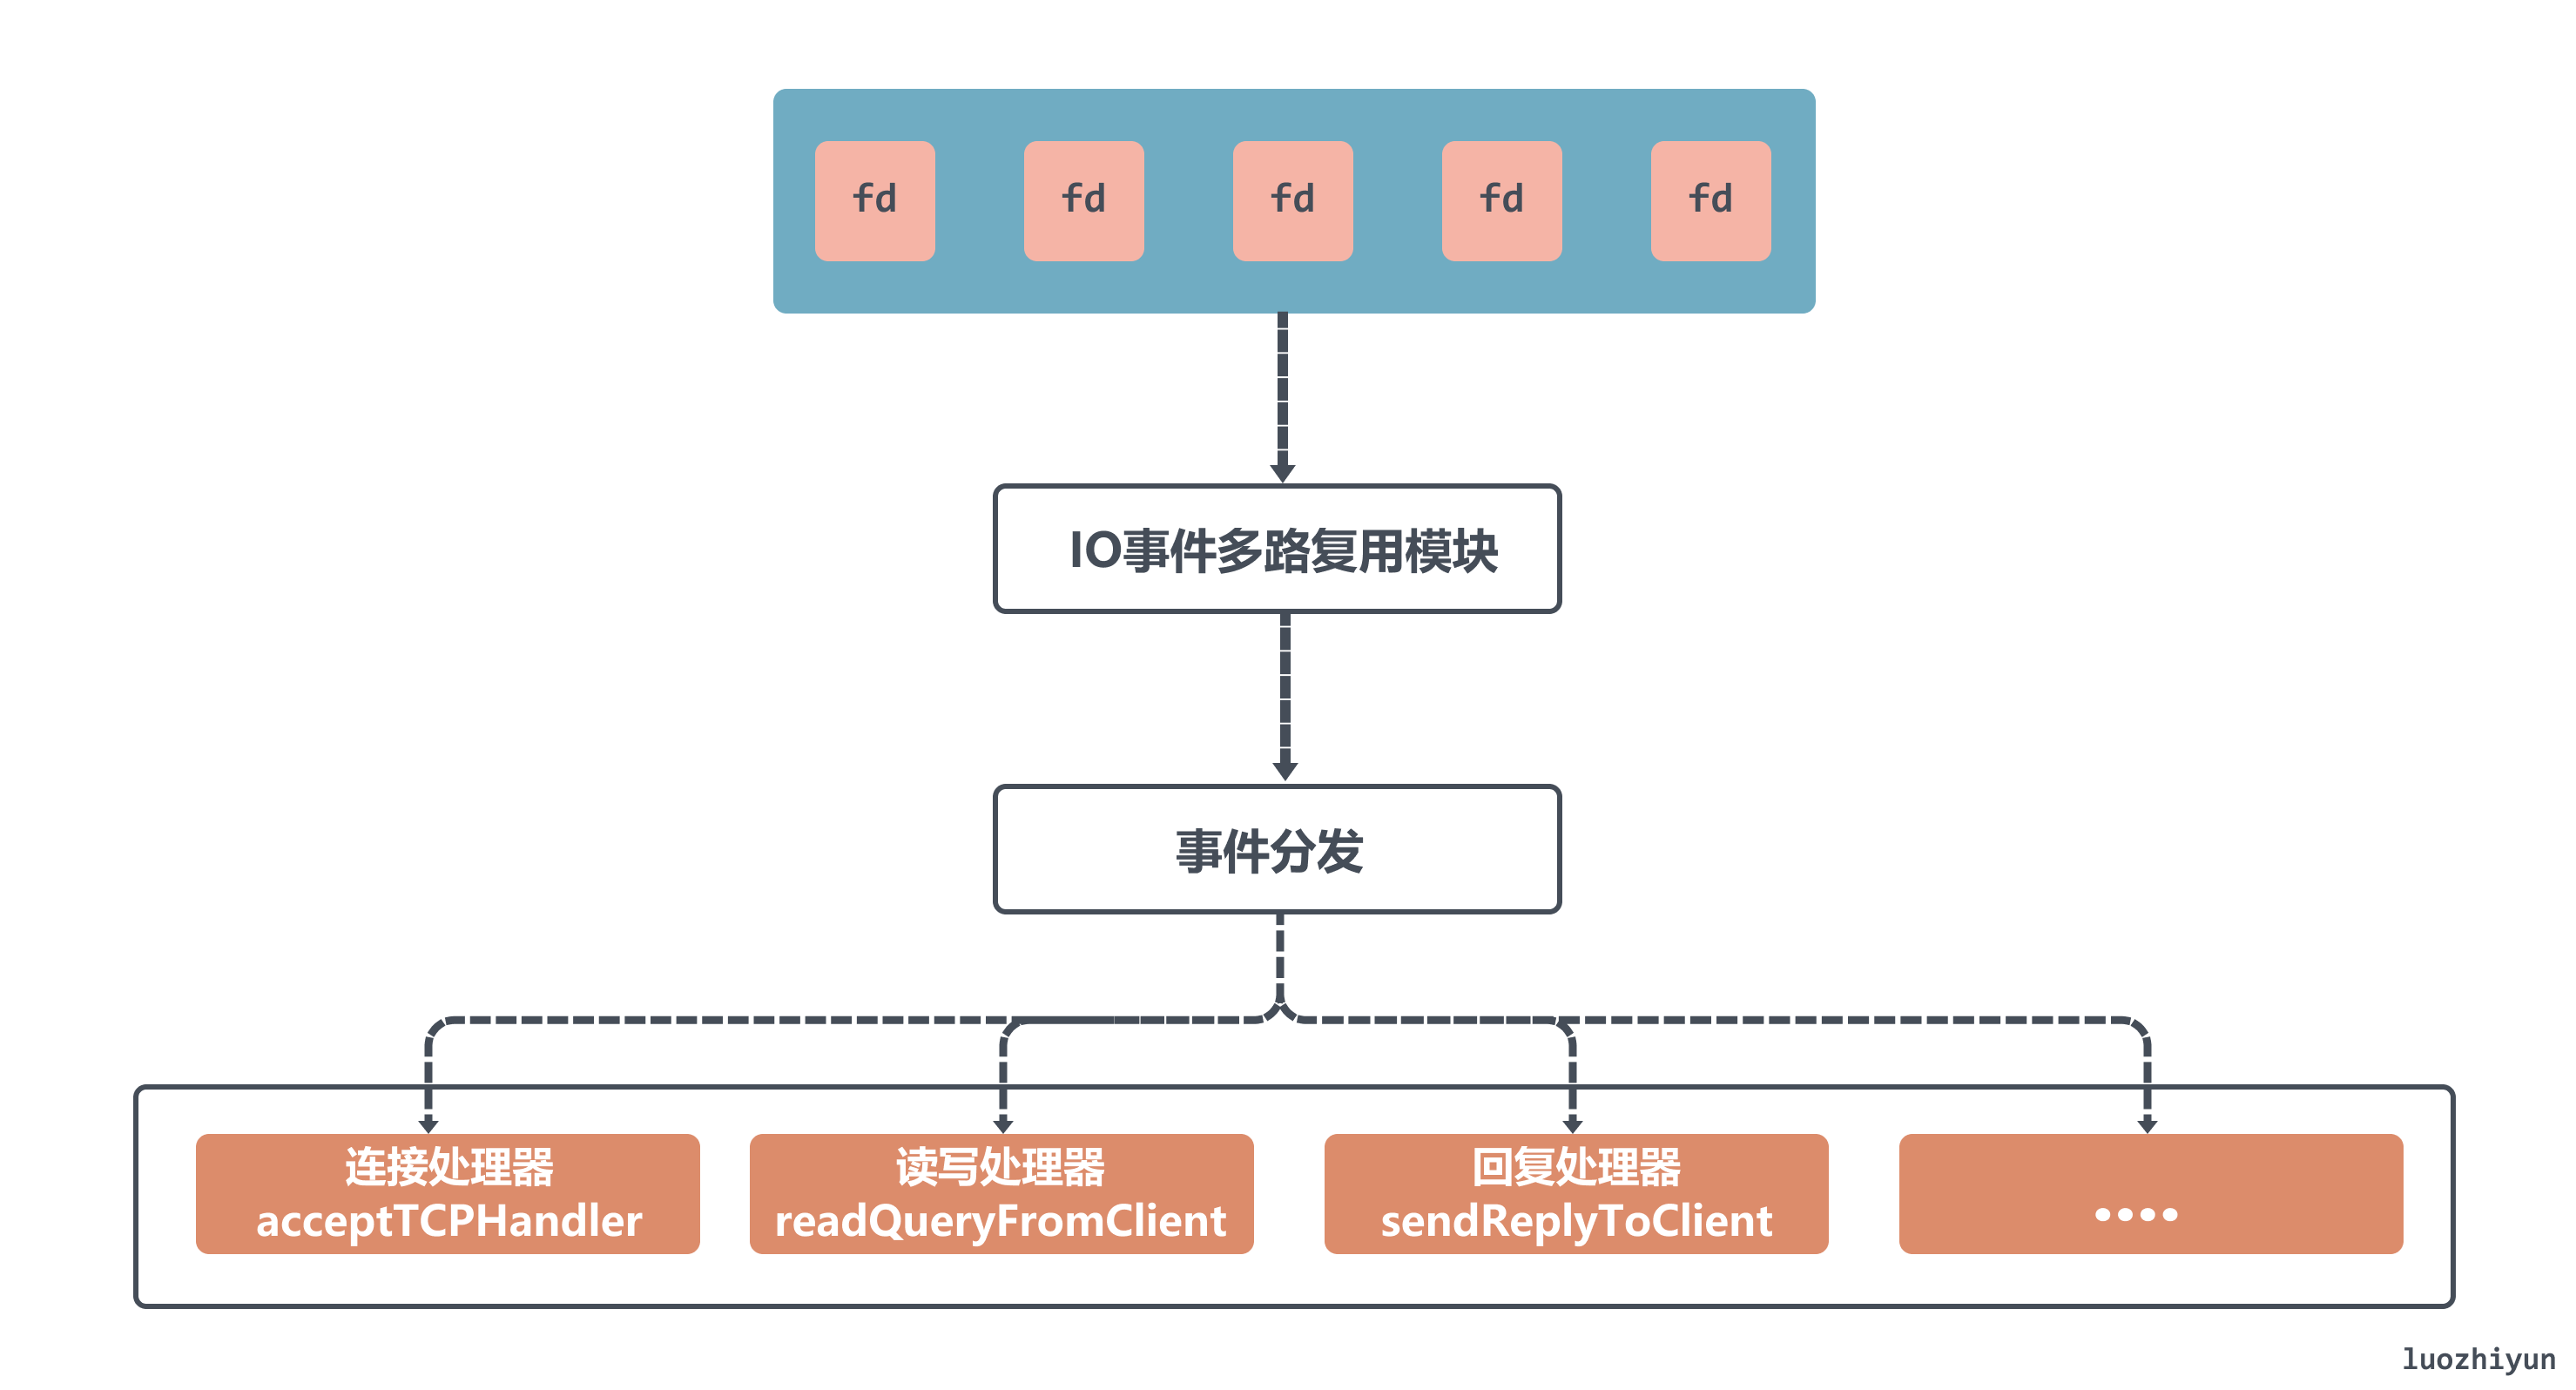 fd fd fd fd fd
IO事件多路复用模块
事件分发
连接处理器
acceptTCPHandler
读写处理器
readQueryFromClient
回复处理器
sendReplyToClient
....
luozhiyun